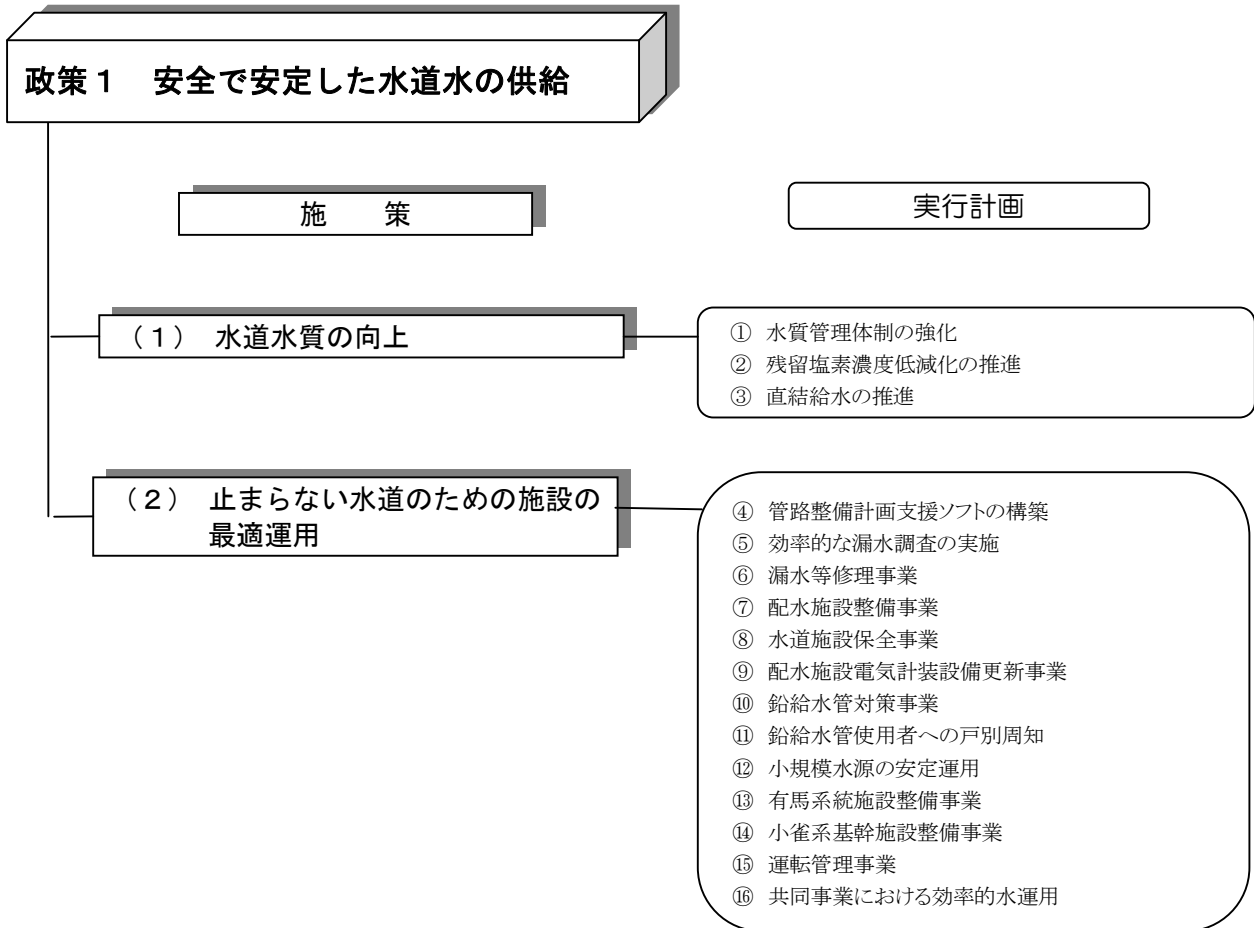 政策１　安全で安定した水道水の供給
施　　策
実行計画
（１）　水道水質の向上
① 水質管理体制の強化
② 残留塩素濃度低減化の推進
③ 直結給水の推進
（２）　止まらない水道のための施設の
最適運用
④ 管路整備計画支援ソフトの構築
⑤ 効率的な漏水調査の実施
⑥ 漏水等修理事業
⑦ 配水施設整備事業
⑧ 水道施設保全事業
⑨ 配水施設電気計装設備更新事業
⑩ 鉛給水管対策事業
⑪ 鉛給水管使用者への戸別周知
⑫ 小規模水源の安定運用
⑬ 有馬系統施設整備事業
⑭ 小雀系基幹施設整備事業
⑮ 運転管理事業
⑯ 共同事業における効率的水運用